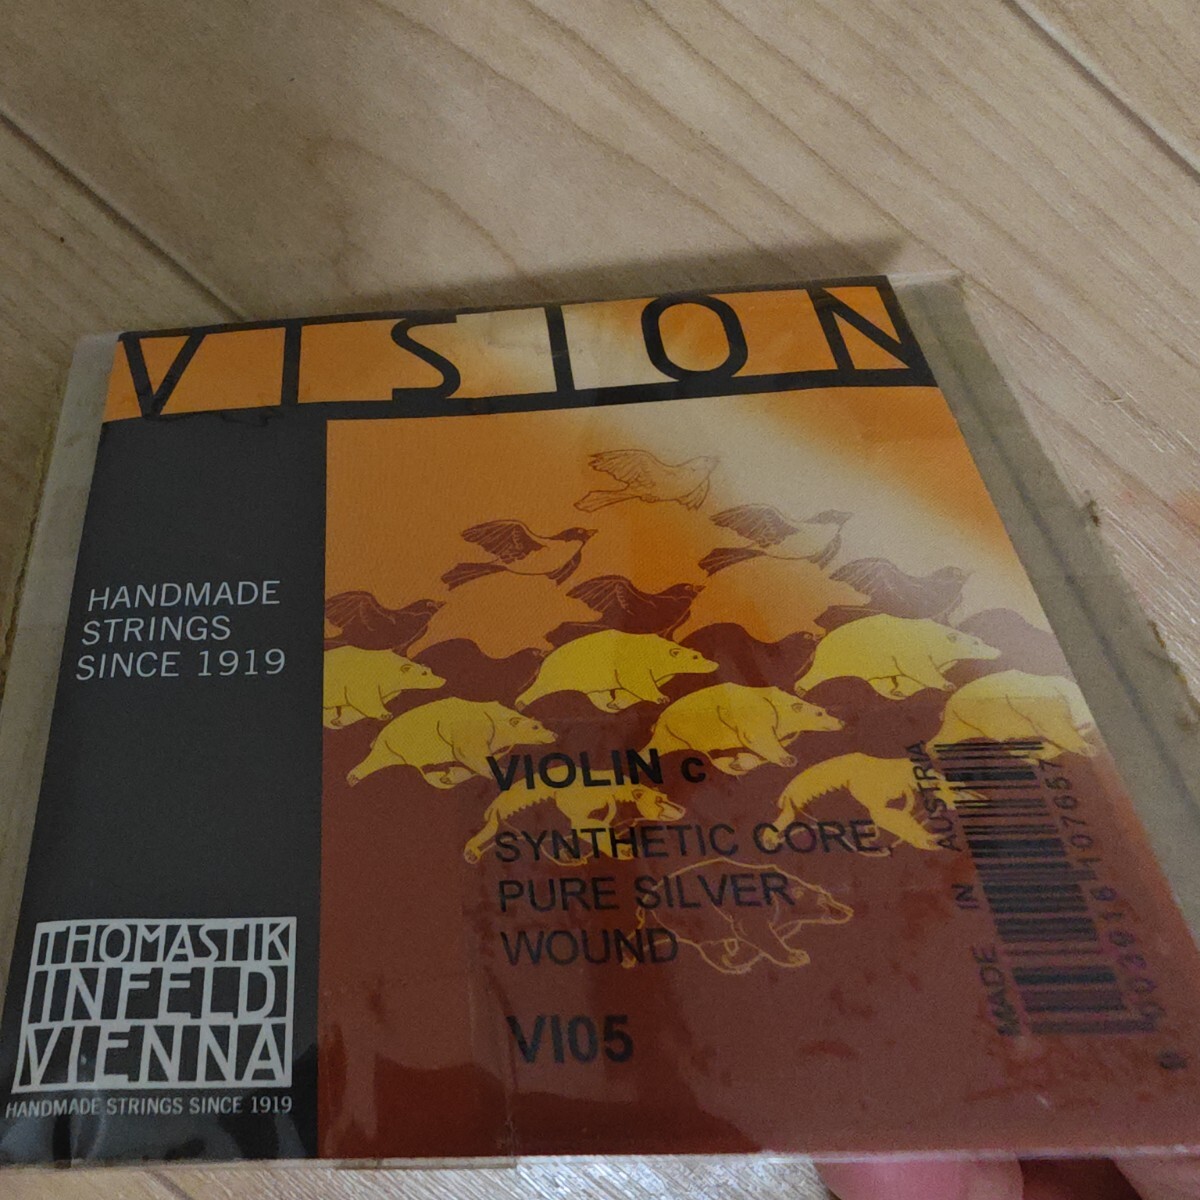 VISION
HANDMADE
STRINGS
SINCE 1919
VIOLIN c
SYNTHETIC CORE,
PURE SILVER
WOUND
VI05
MADE IN AUSTRIA
THOMASTIK
INFELD
VIENNA
HANDMADE STRINGS SINCE 1919